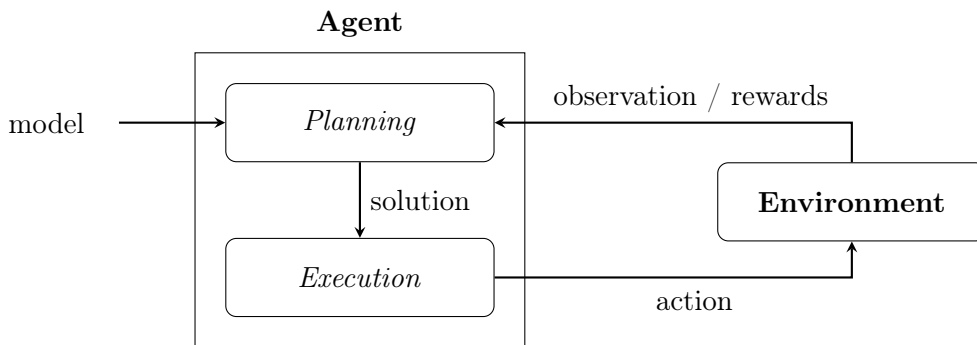 Agent
observation / rewards
model
Planning
solution
Environment
Execution
action